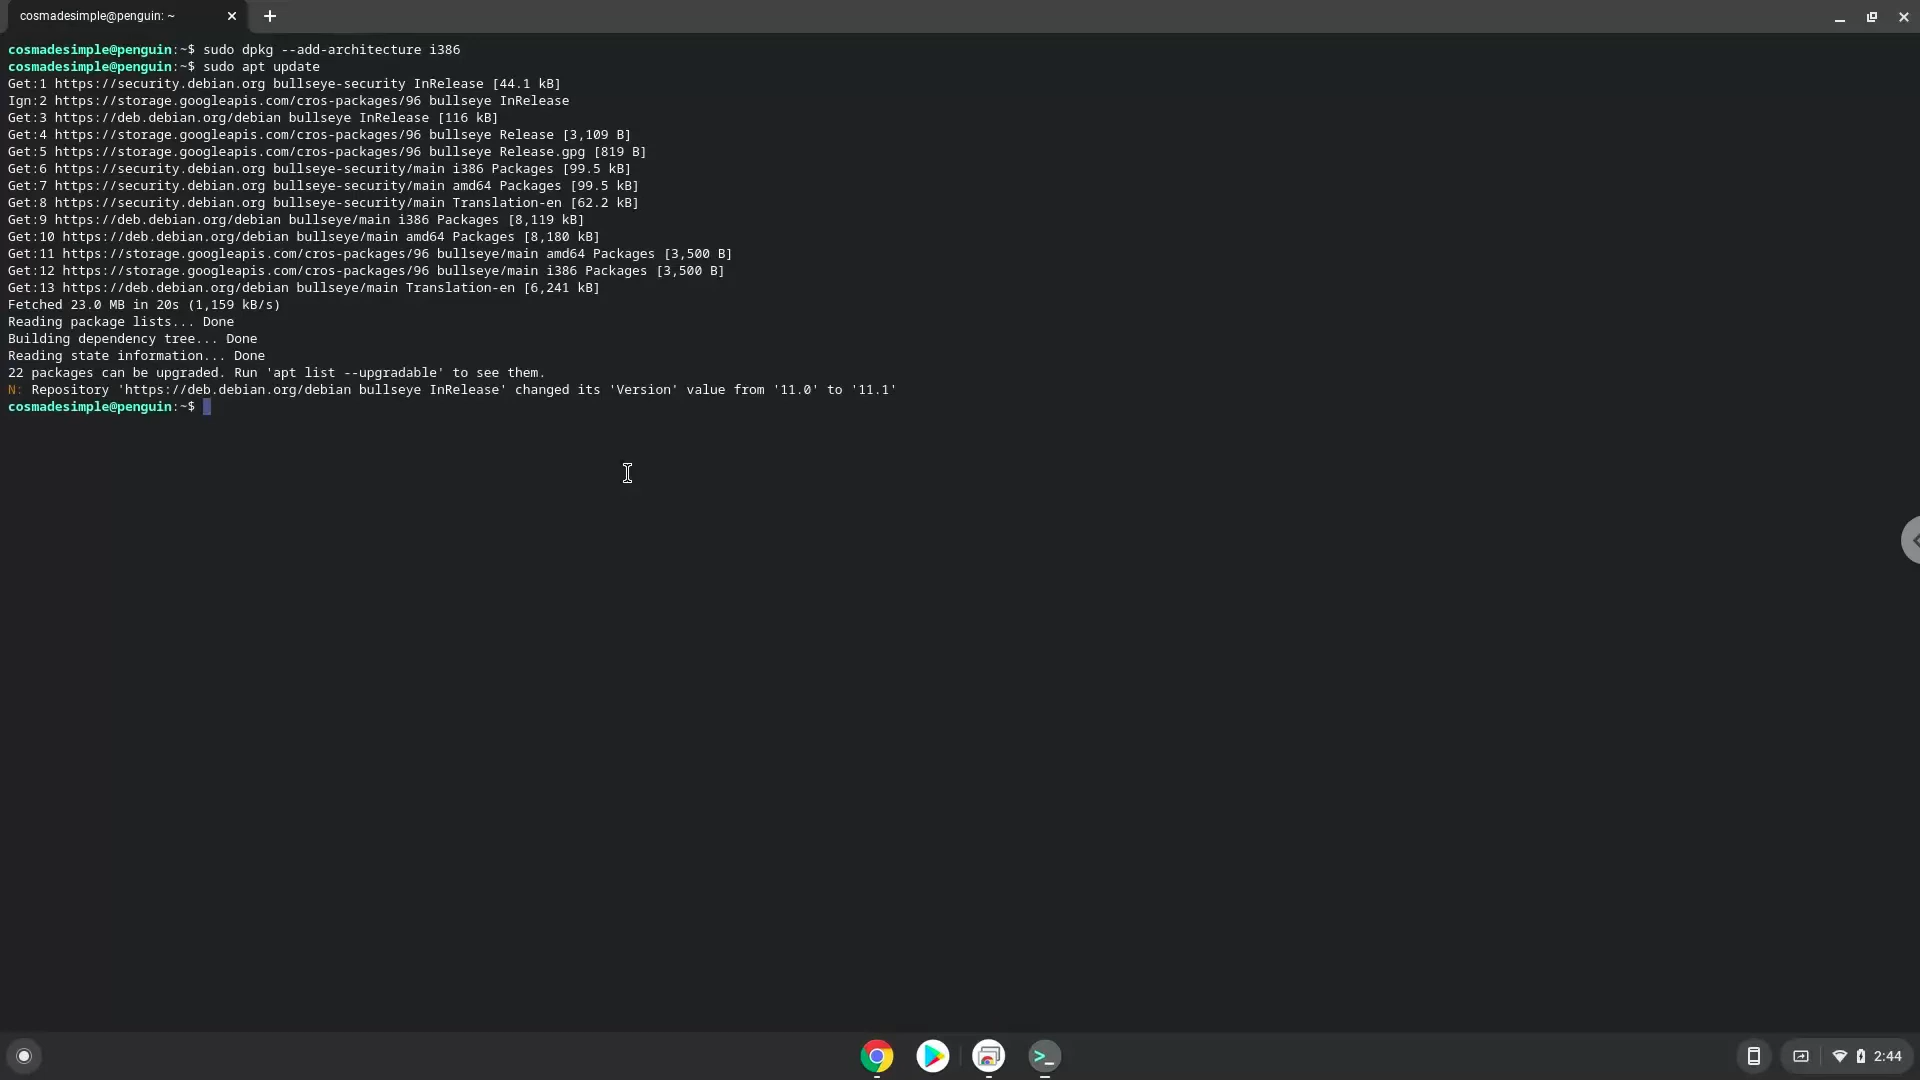 cosmadesimple@penguin: ~
cosmadesimple@penguin:~$ sudo dpkg --add-architecture i386
cosmadesimple@penguin:~$ sudo apt update
Get:1 https://security.debian.org bullseye-security InRelease [44.1 kB]
Ign:2 https://storage.googleapis.com/cros-packages/96 bullseye InRelease
Get:3 https://deb.debian.org/debian bullseye InRelease [116 kB]
Get:4 https://storage.googleapis.com/cros-packages/96 bullseye Release [3,109 B]
Get:5 https://storage.googleapis.com/cros-packages/96 bullseye Release.gpg [819 B]
Get:6 https://security.debian.org bullseye-security/main i386 Packages [99.5 kB]
Get:7 https://security.debian.org bullseye-security/main amd64 Packages [99.5 kB]
Get:8 https://security.debian.org bullseye-security/main Translation-en [62.2 kB]
Get:9 https://deb.debian.org/debian bullseye/main i386 Packages [8,119 kB]
Get:10 https://deb.debian.org/debian bullseye/main amd64 Packages [8,180 kB]
Get:11 https://storage.googleapis.com/cros-packages/96 bullseye/main amd64 Packages [3,500 B]
Get:12 https://storage.googleapis.com/cros-packages/96 bullseye/main i386 Packages [3,500 B]
Get:13 https://deb.debian.org/debian bullseye/main Translation-en [6,241 kB]
Fetched 23.0 MB in 20s (1,159 kB/s)
Reading package lists... Done
Building dependency tree... Done
Reading state information... Done
22 packages can be upgraded. Run 'apt list --upgradable' to see them.
N: Repository 'https://deb.debian.org/debian bullseye InRelease' changed its 'Version' value from '11.0' to '11.1'
cosmadesimple@penguin:~$
2:44